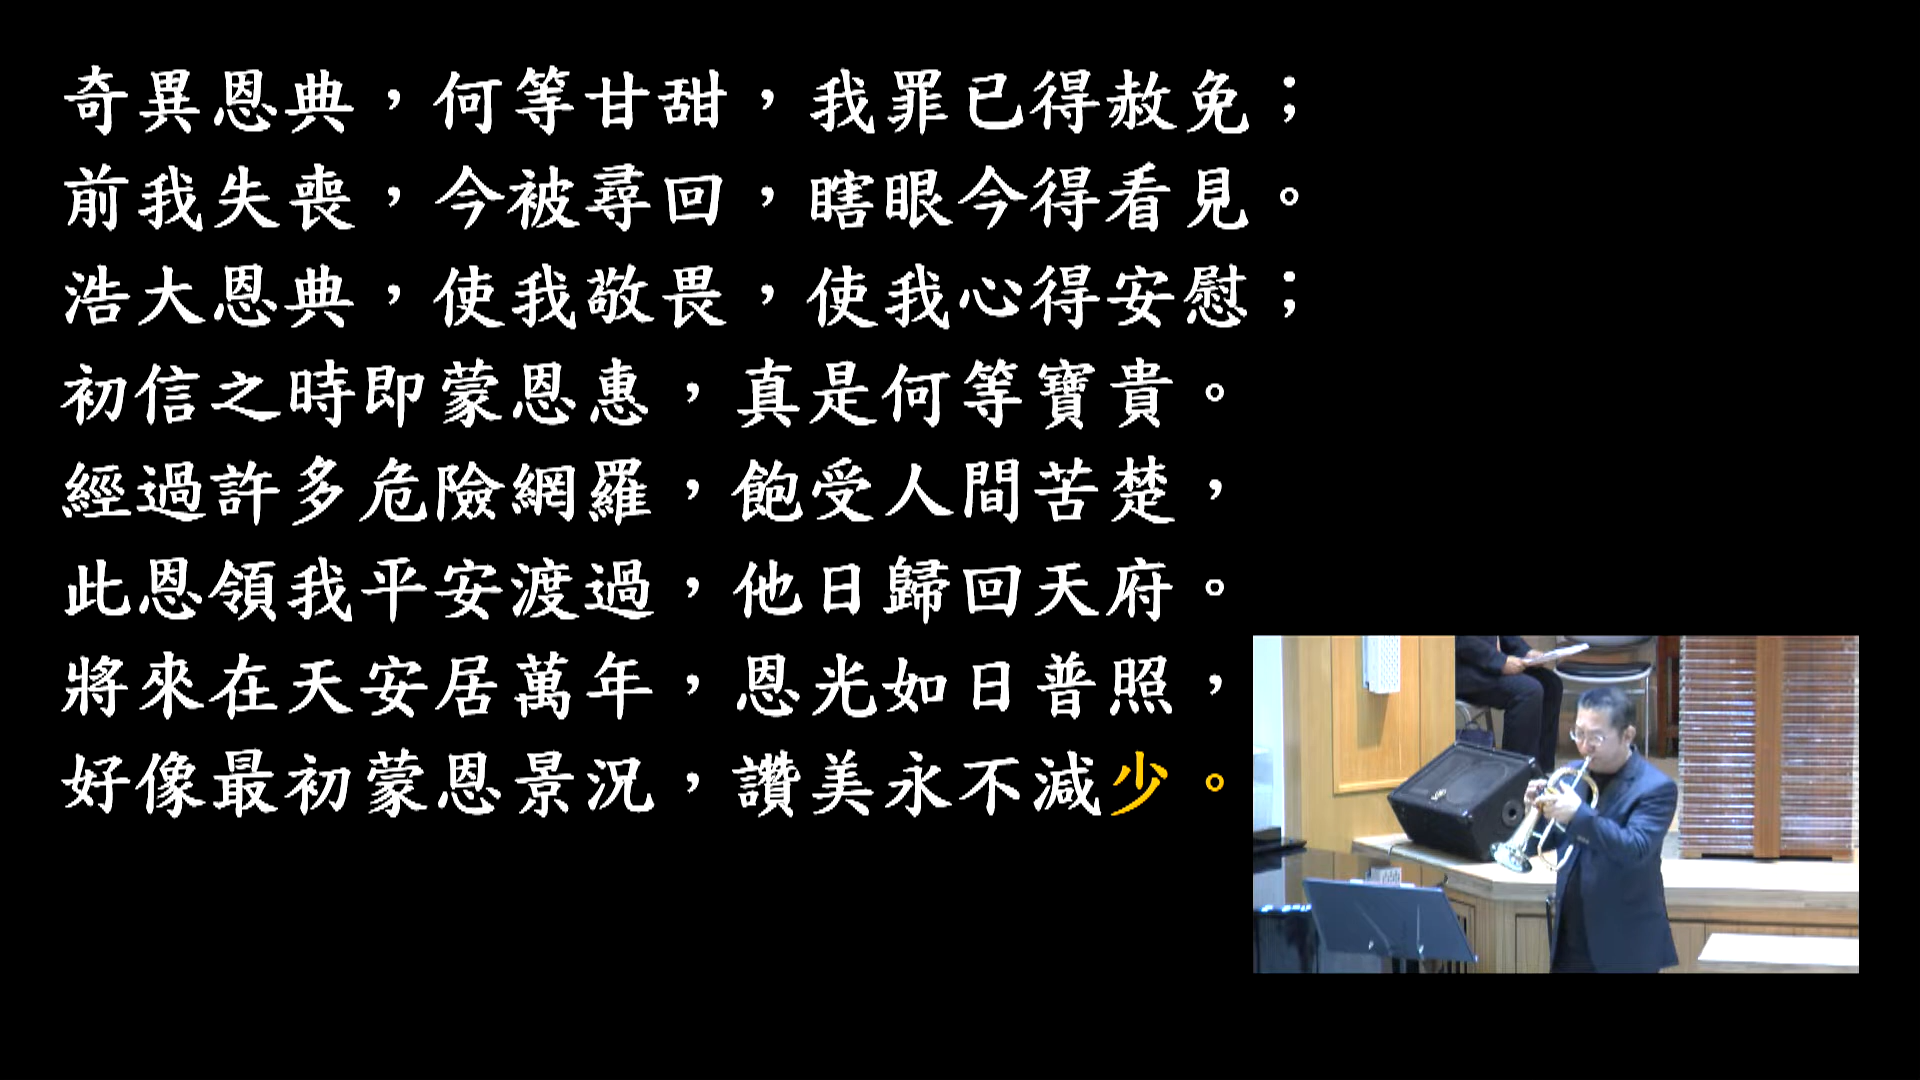 奇異恩典，何等甘甜，我罪已得赦免；
前我失喪，今被尋回，瞎眼今得看見。
浩大恩典，使我敬畏，使我心得安慰；
初信之時即蒙恩惠，真是何等寶貴。
經過許多危險網羅，飽受人間苦楚，
此恩領我平安渡過，他日歸回天府。
將來在天安居萬年，恩光如日普照，
好像最初蒙恩景況，讚美永不減少。